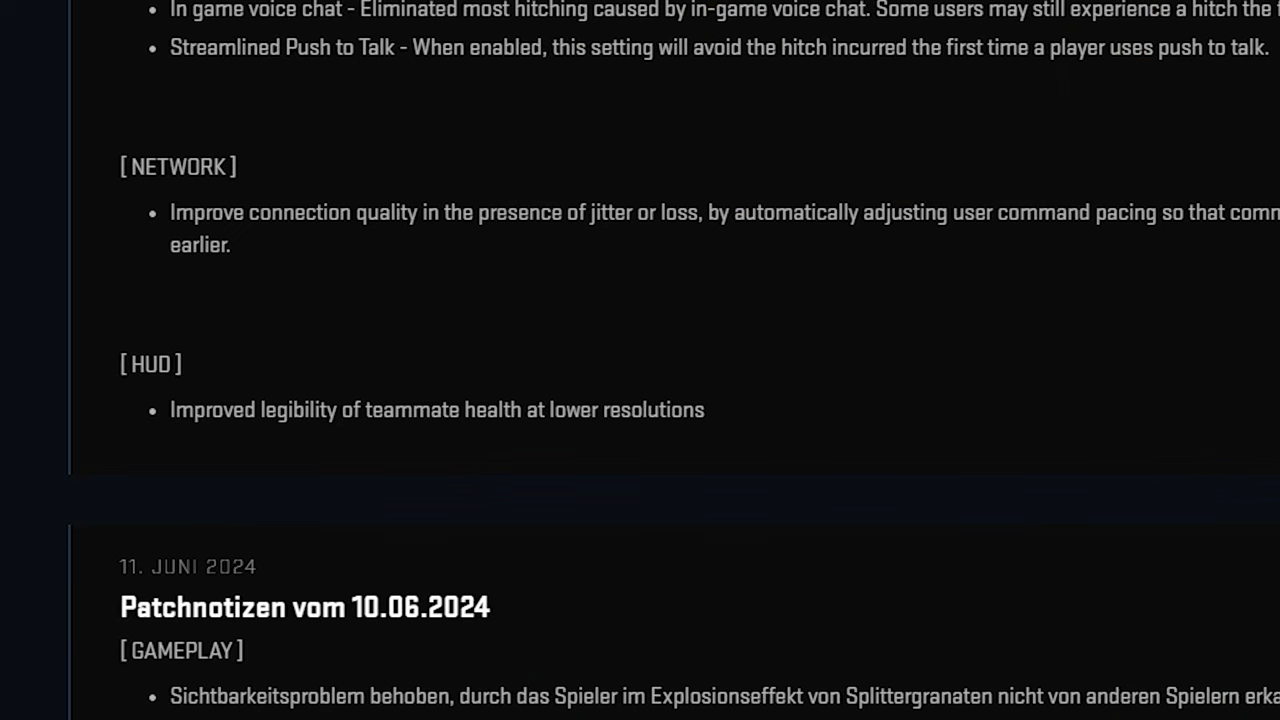 • In game voice chat - Eliminated most hitching caused by in-game voice chat. Some users may still experience a hitch the
• Streamlined Push to Talk - When enabled, this setting will avoid the hitch incurred the first time a player uses push to talk.
[ NETWORK ]
• Improve connection quality in the presence of jitter or loss, by automatically adjusting user command pacing so that
earlier.
[ HUD ]
• Improved legibility of teammate health at lower resolutions
11. JUNI 2024
Patchnotizen vom 10.06.2024
[ GAMEPLAY ]
• Sichtbarkeitsproblem behoben, durch das Spieler im Explosionseffekt von Splittergranaten nicht von anderen Spielern